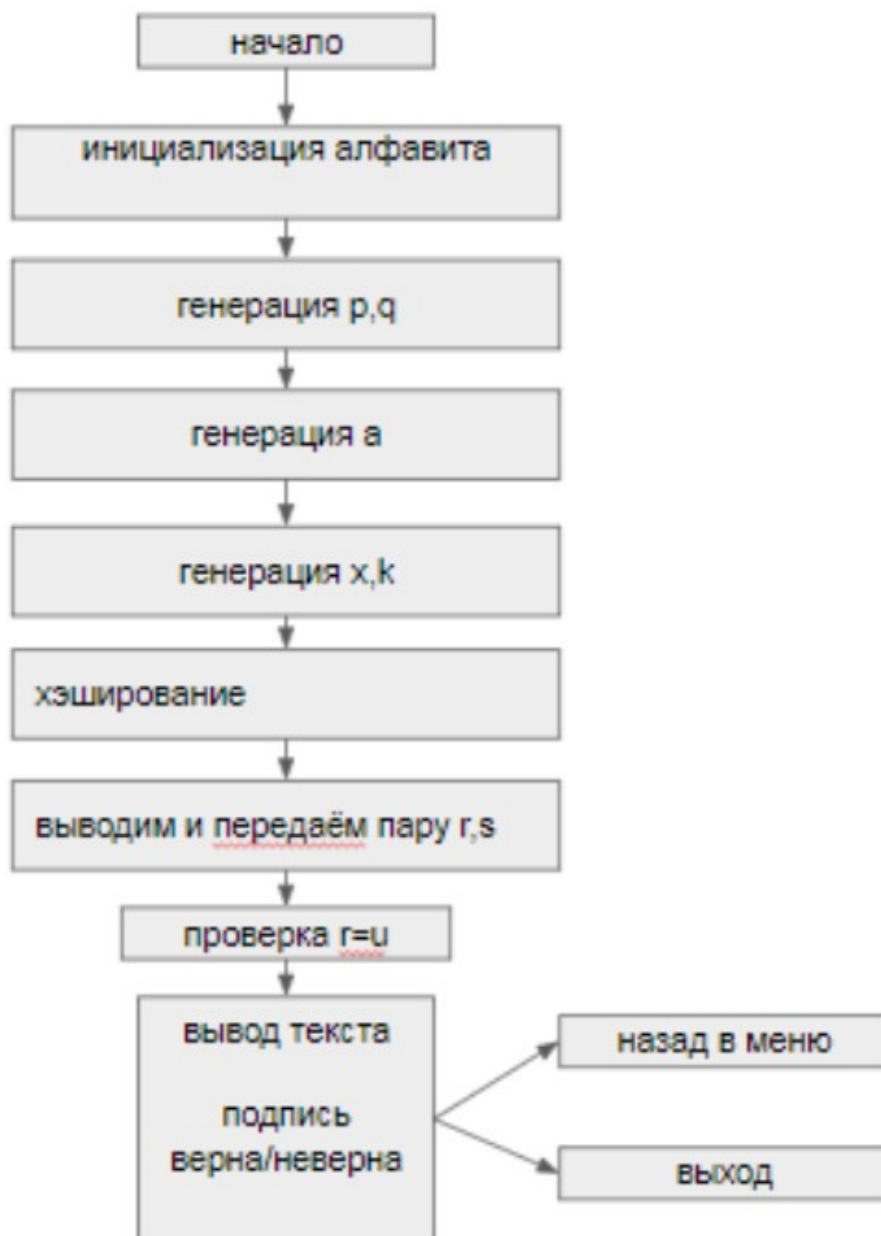 начало
инициализация алфавита
генерация p,q
генерация a
генерация x,k
хэширование
выводим и передаём пару r,s
проверка r=u
вывод текста
подпись
верна/неверна
назад в меню
выход